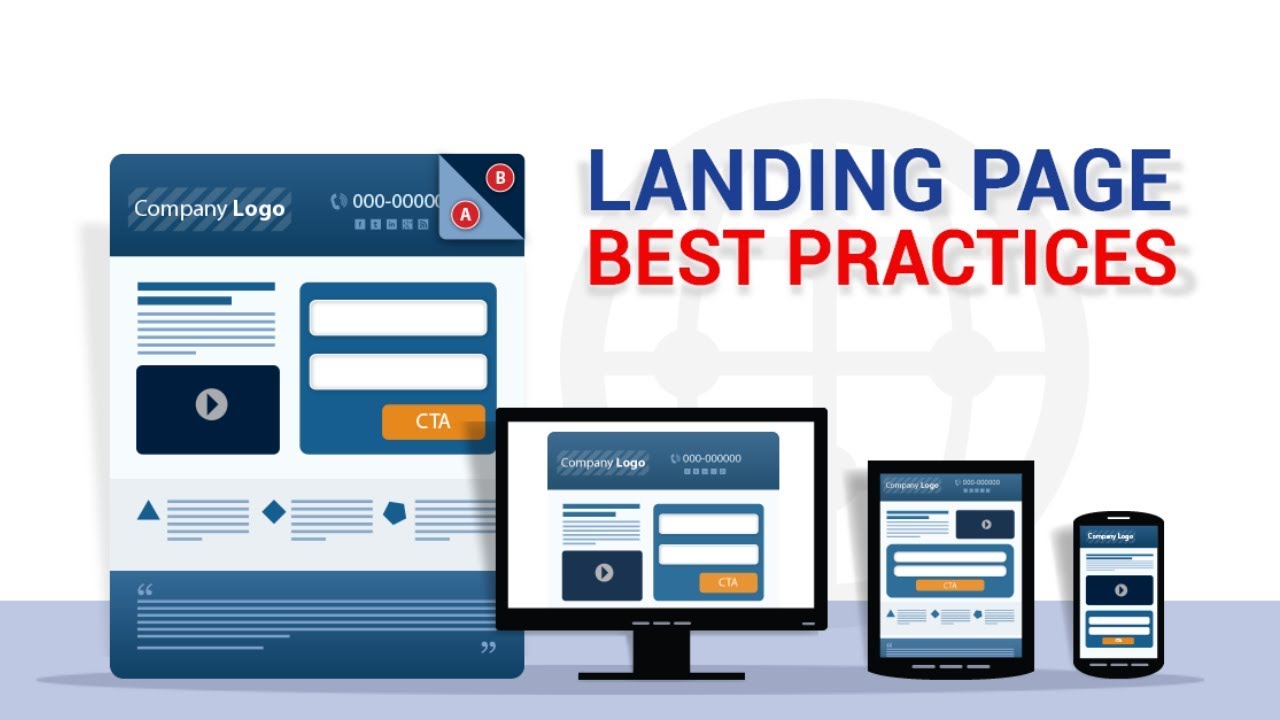 LANDING PAGE
BEST PRACTICES
Company Logo
000-00000
B
A
CTA
Company Logo
000-000000
CTA
Company Logo
000-000000
CTA
Company Logo
CTA